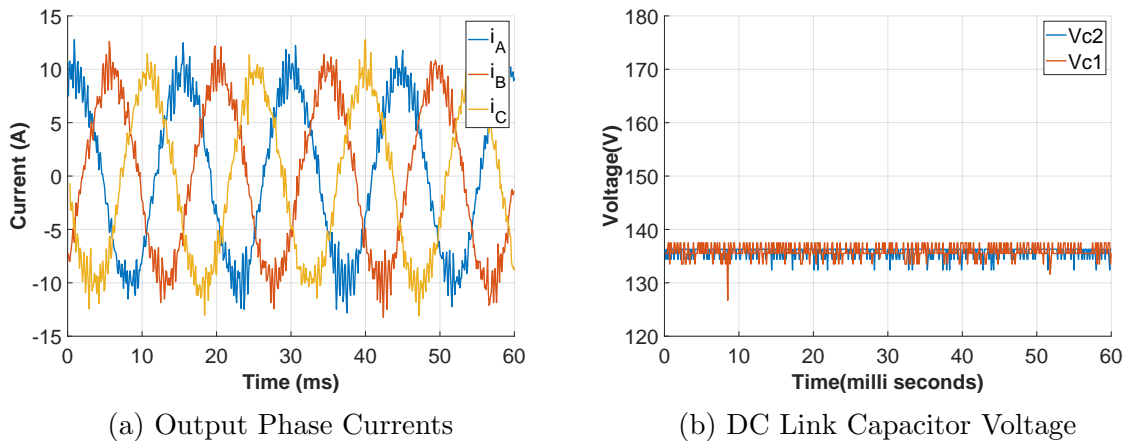 15
10
5
0
-5
-10
-15
0 10 20 30 40 50 60
Current (A)
Time (ms)
i_A
i_B
i_C
(a) Output Phase Currents
180
170
160
150
140
130
120
0 10 20 30 40 50 60
Voltage(V)
Time(milli seconds)
Vc2
Vc1
(b) DC Link Capacitor Voltage